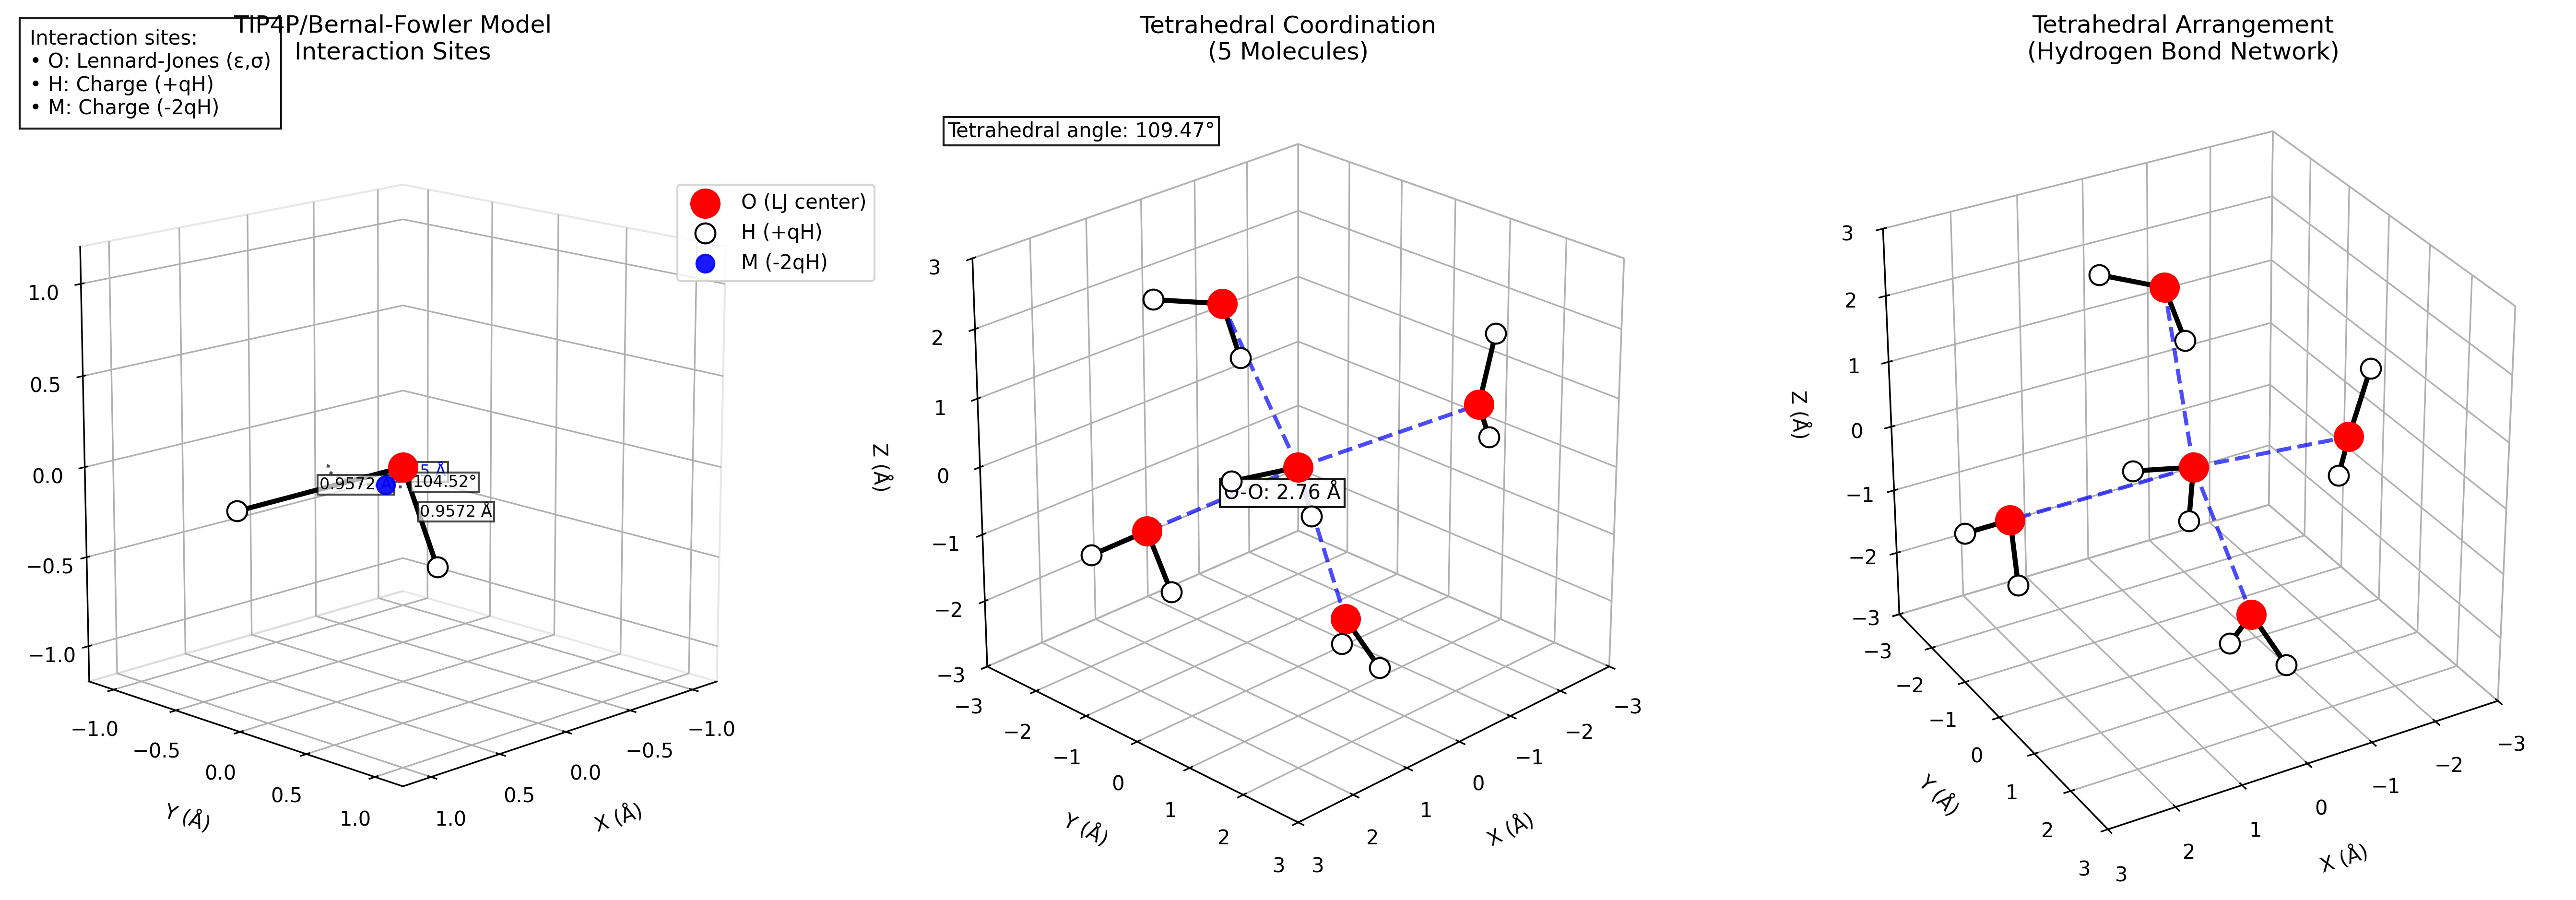 TIP4P/Bernal-Fowler Model
Interaction Sites
Interaction sites:
• O: Lennard-Jones (ε,σ)
• H: Charge (+qH)
• M: Charge (-2qH)
O (LJ center)
H (+qH)
M (-2qH)
1.0
0.5
0.0
−0.5
−1.0
0.9572
5 Å
104.52°
0.9572 Å
−1.0
−0.5
0.0
0.5
1.0
Y (Å)
1.0
0.5
0.0
−0.5
−1.0
X (Å)
Tetrahedral Coordination
(5 Molecules)
Tetrahedral angle: 109.47°
3
2
1
0
−1
−2
−3
Z (Å)
O-O: 2.76 Å
−3
−2
−1
0
1
2
3
Y (Å)
3
2
1
0
−1
−2
−3
X (Å)
Tetrahedral Arrangement
(Hydrogen Bond Network)
3
2
1
0
−1
−2
−3
Z (Å)
−3
−2
−1
0
1
2
3
Y (Å)
3
2
1
0
−1
−2
−3
X (Å)